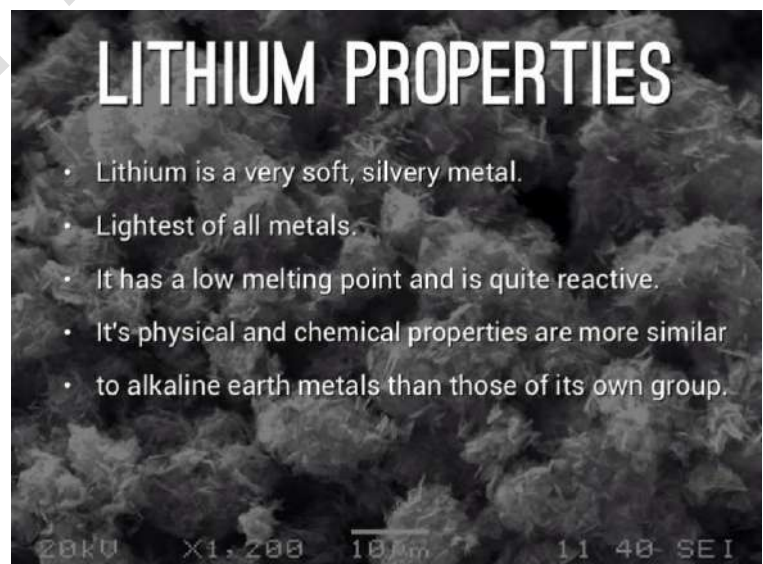 LITHIUM PROPERTIES
• Lithium is a very soft, silvery metal.
• Lightest of all metals.
• It has a low melting point and is quite reactive.
• It's physical and chemical properties are more similar
• to alkaline earth metals than those of its own group.
20kV X1,200 10µm 11 40 SEI